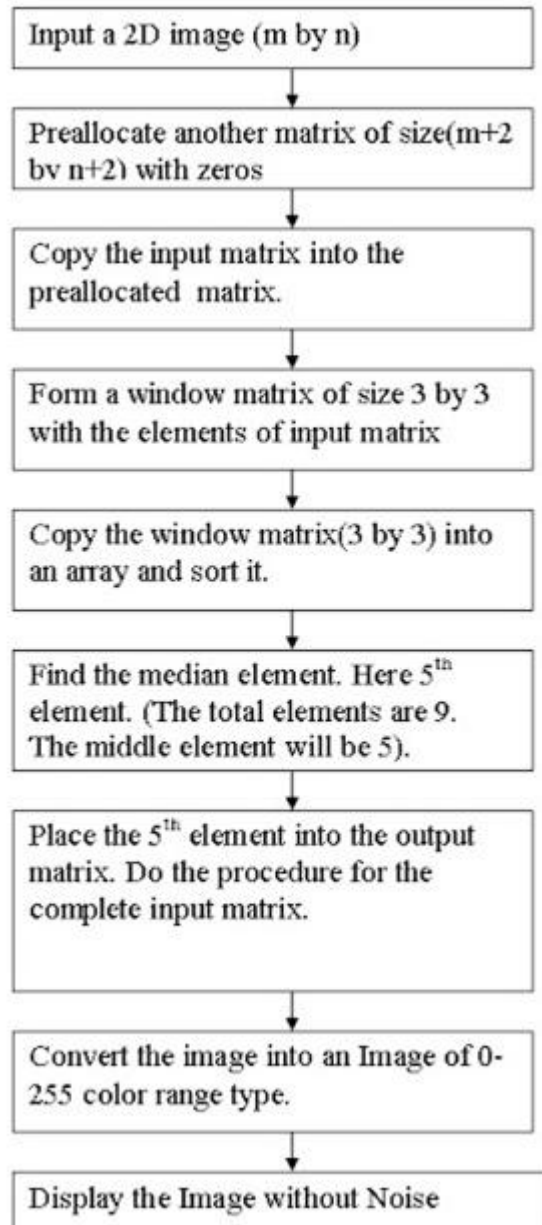 Input a 2D image (m by n)
Preallocate another matrix of size(m+2
by n+2) with zeros
Copy the input matrix into the
preallocated matrix.
Form a window matrix of size 3 by 3
with the elements of input matrix
Copy the window matrix(3 by 3) into
an array and sort it.
Find the median element. Here 5th
element. (The total elements are 9.
The middle element will be 5).
Place the 5th element into the output
matrix. Do the procedure for the
complete input matrix.
Convert the image into an Image of 0-
255 color range type.
Display the Image without Noise